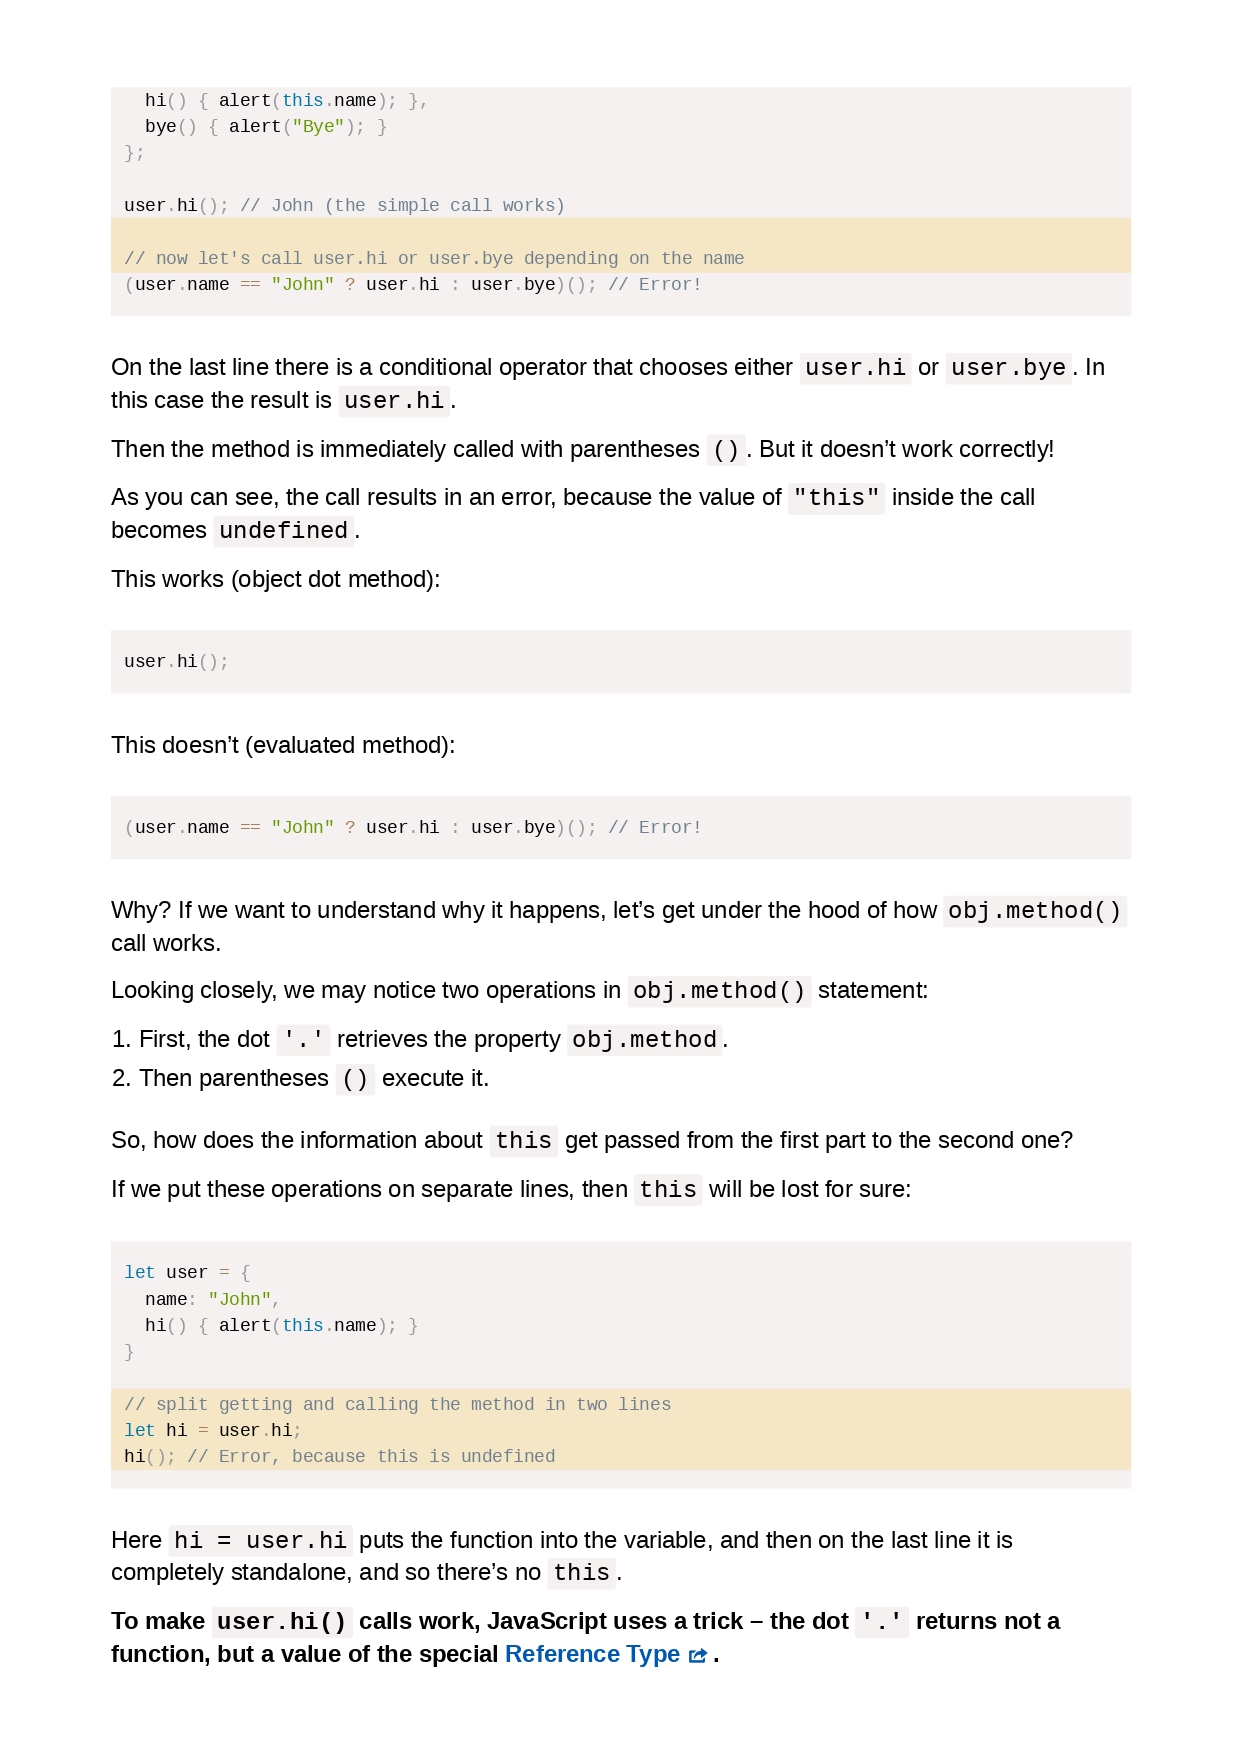 hi() { alert(this.name); },
bye() { alert("Bye"); }
};
user.hi(); // John (the simple call works)
// now let's call user.hi or user.bye depending on the name
(user.name == "John" ? user.hi : user.bye)(); // Error!
On the last line there is a conditional operator that chooses either user.hi or user.bye. In
this case the result is user.hi.
Then the method is immediately called with parentheses (). But it doesn’t work correctly!
As you can see, the call results in an error, because the value of "this" inside the call
becomes undefined.
This works (object dot method):
user.hi();
This doesn’t (evaluated method):
(user.name == "John" ? user.hi : user.bye)(); // Error!
Why? If we want to understand why it happens, let’s get under the hood of how obj.method()
call works.
Looking closely, we may notice two operations in obj.method() statement:
1. First, the dot '.' retrieves the property obj.method.
2. Then parentheses () execute it.
So, how does the information about this get passed from the first part to the second one?
If we put these operations on separate lines, then this will be lost for sure:
let user = {
name: "John",
hi() { alert(this.name); }
}
// split getting and calling the method in two lines
let hi = user.hi;
hi(); // Error, because this is undefined
Here hi = user.hi puts the function into the variable, and then on the last line it is
completely standalone, and so there’s no this.
To make user.hi() calls work, JavaScript uses a trick – the dot '.' returns not a
function, but a value of the special Reference Type .